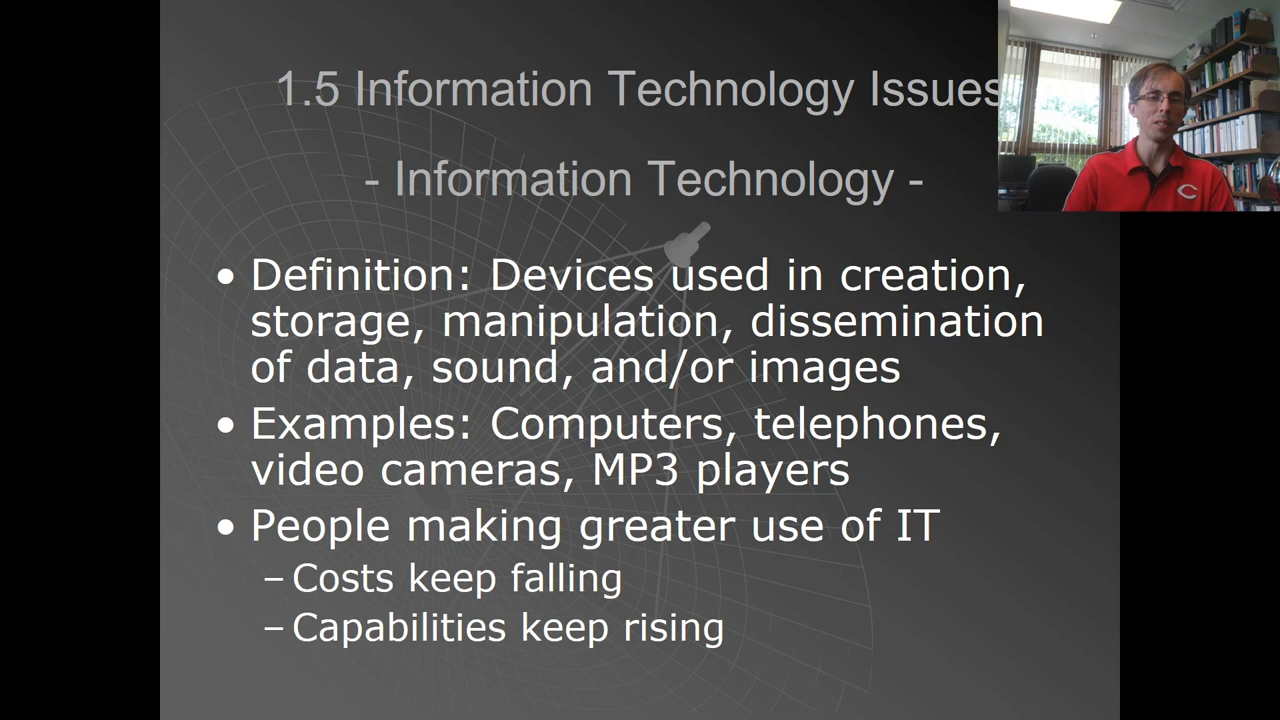 1.5 Information Technology Issues
- Information Technology -
• Definition: Devices used in creation,
storage, manipulation, dissemination
of data, sound, and/or images
• Examples: Computers, telephones,
video cameras, MP3 players
• People making greater use of IT
– Costs keep falling
– Capabilities keep rising
C